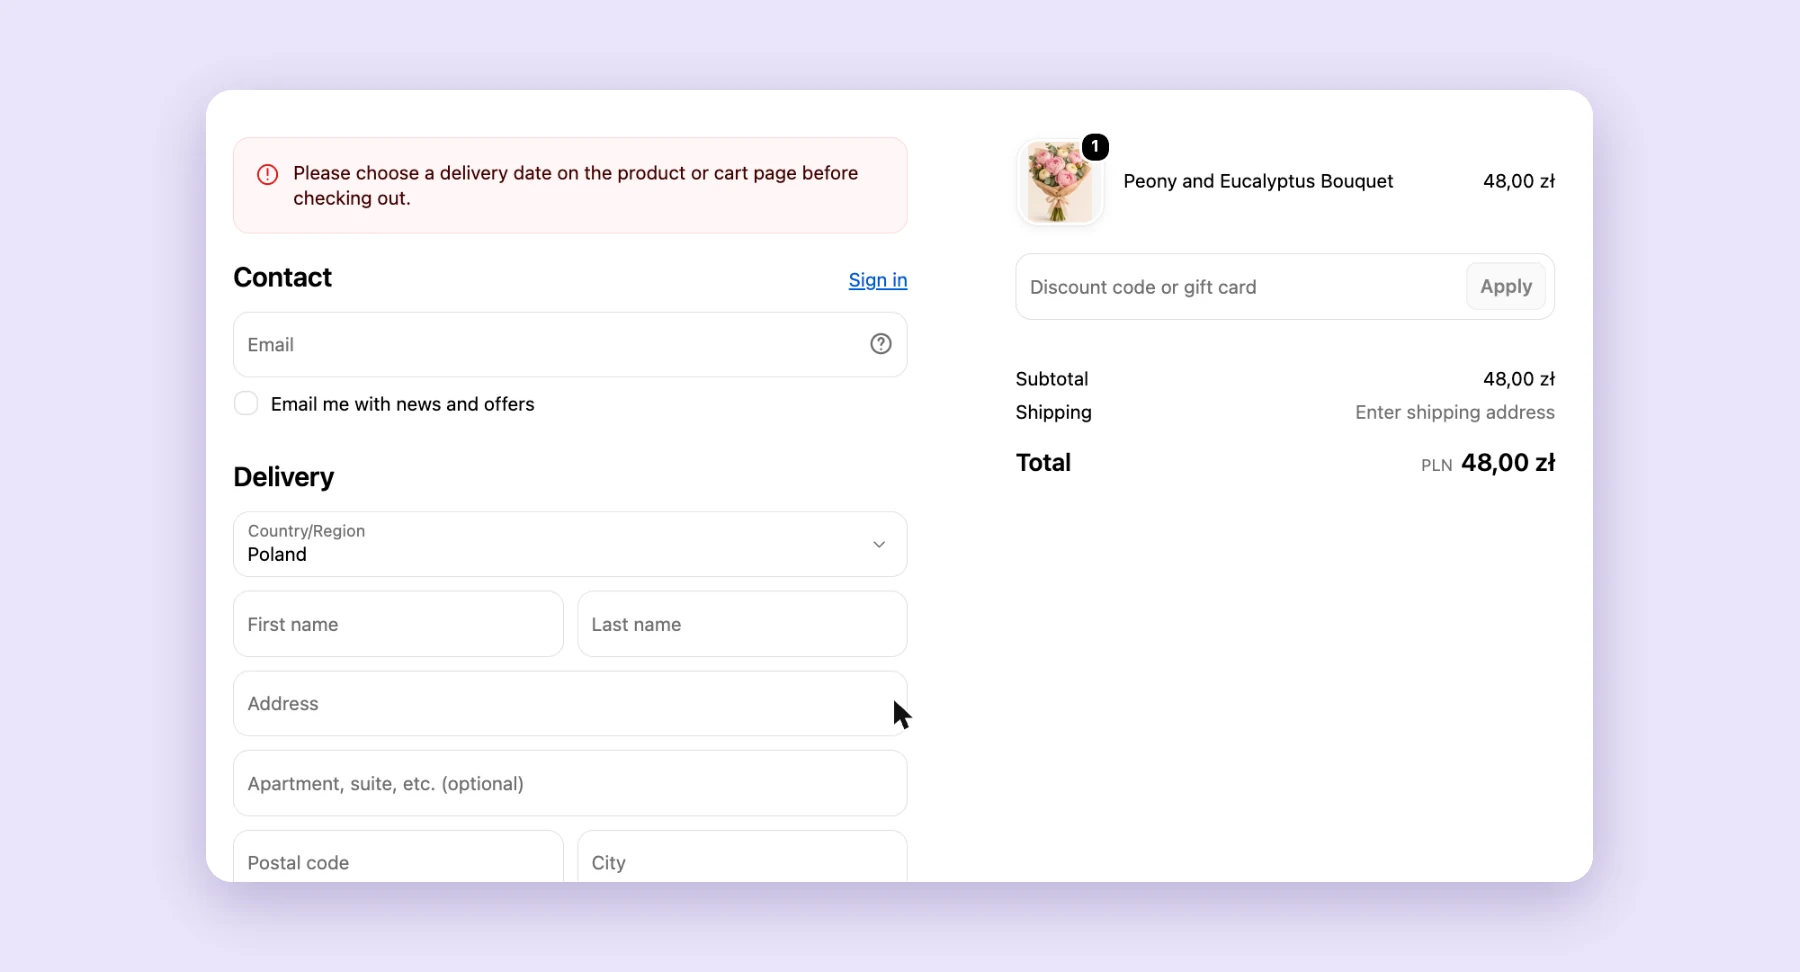 Please choose a delivery date on the product or cart page before
checking out.
Contact
Sign in
Email
Email me with news and offers
Delivery
Country/Region
Poland
First name
Last name
Address
Apartment, suite, etc. (optional)
Postal code
City
1
Peony and Eucalyptus Bouquet
48,00 zł
Discount code or gift card
Apply
Subtotal
48,00 zł
Shipping
Enter shipping address
Total
PLN 48,00 zł